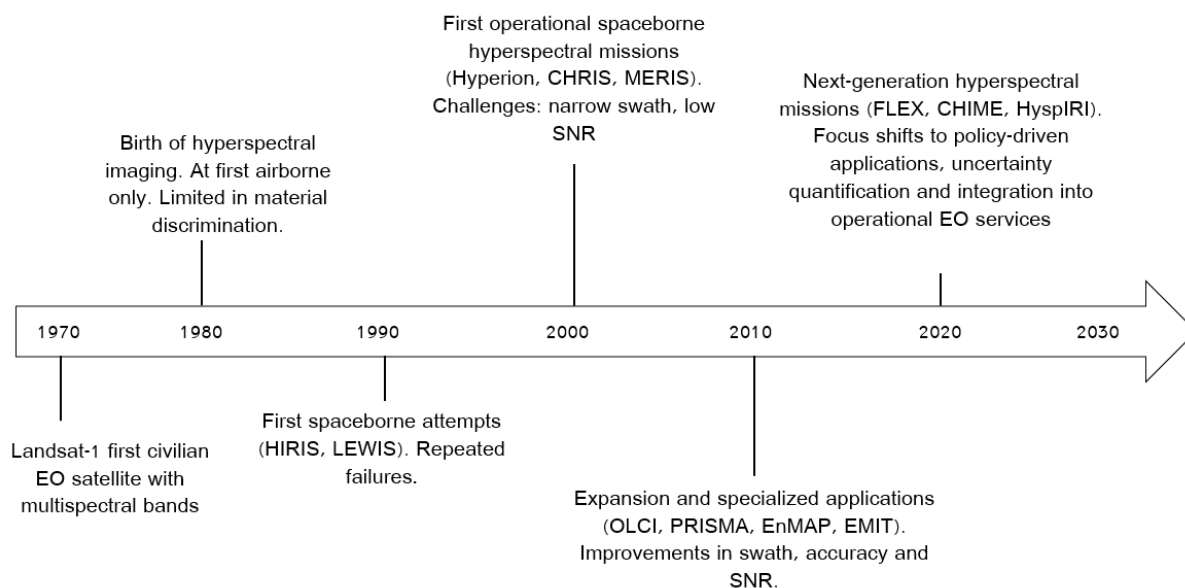 First operational spaceborne
hyperspectral missions
(Hyperion, CHRIS, MERIS).
Challenges: narrow swath, low
SNR
Next-generation hyperspectral
missions (FLEX, CHIME, HyspIRI).
Focus shifts to policy-driven
applications, uncertainty
quantification and integration into
operational EO services
Birth of hyperspectral
imaging. At first airborne
only. Limited in material
discrimination.
1970 1980 1990 2000 2010 2020 2030
Landsat-1 first civilian
EO satellite with
multispectral bands
First spaceborne attempts
(HIRIS, LEWIS). Repeated
failures.
Expansion and specialized applications
(OLCI, PRISMA, EnMAP, EMIT).
Improvements in swath, accuracy and
SNR.